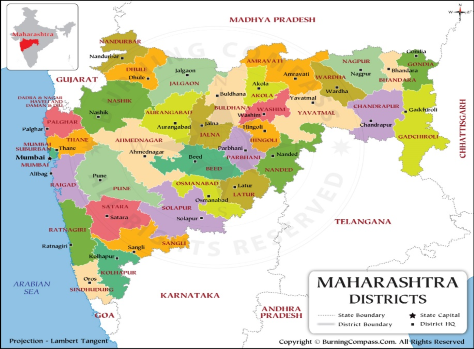 Maharashtra
MADHYA PRADESH
GUJARAT
DADRA & NAGAR
HAVELI AND
DAMAN & DIU
NANDURBAR
Nandurbar
DHULE
Dhule
JALGAON
Jalgaon
NASHIK
Nashik
BULDHANA
Buldhana
AKOLA
Akola
AMRAVATI
Amravati
WARDHA
Wardha
NAGPUR
Nagpur
BHANDARA
Bhandara
GONDIA
Gondia
WASHIM
Washim
YAVATMAL
Yavatmal
CHANDRAPUR
Chandrapur
GADCHIROLI
Gadchiroli
CHHATTISGARH
PALGHAR
Palghar
THANE
Thane
MUMBAI
SUBURBAN
Mumbai
MUMBAI
Alibag
RAIGAD
AURANGABAD
Aurangabad
JALNA
Jalna
HINGOLI
Hingoli
PARBHANI
Parbhani
NANDED
Nanded
AHMEDNAGAR
Ahmednagar
BEED
Beed
PUNE
Pune
LATUR
Latur
OSMANABAD
Osmanabad
SOLAPUR
Solapur
SATARA
Satara
RATNAGIRI
Ratnagiri
SANGLI
Sangli
KOLHAPUR
Kolhapur
SINDHUDURG
Oros
ARABIAN
SEA
GOA
KARNATAKA
TELANGANA
ANDHRA
PRADESH
MAHARASHTRA
DISTRICTS
State Boundary
District Boundary
State Capital
District HQ
Projection - Lambert Tangent
Copyright © BurningCompass.Com. All rights reserved.